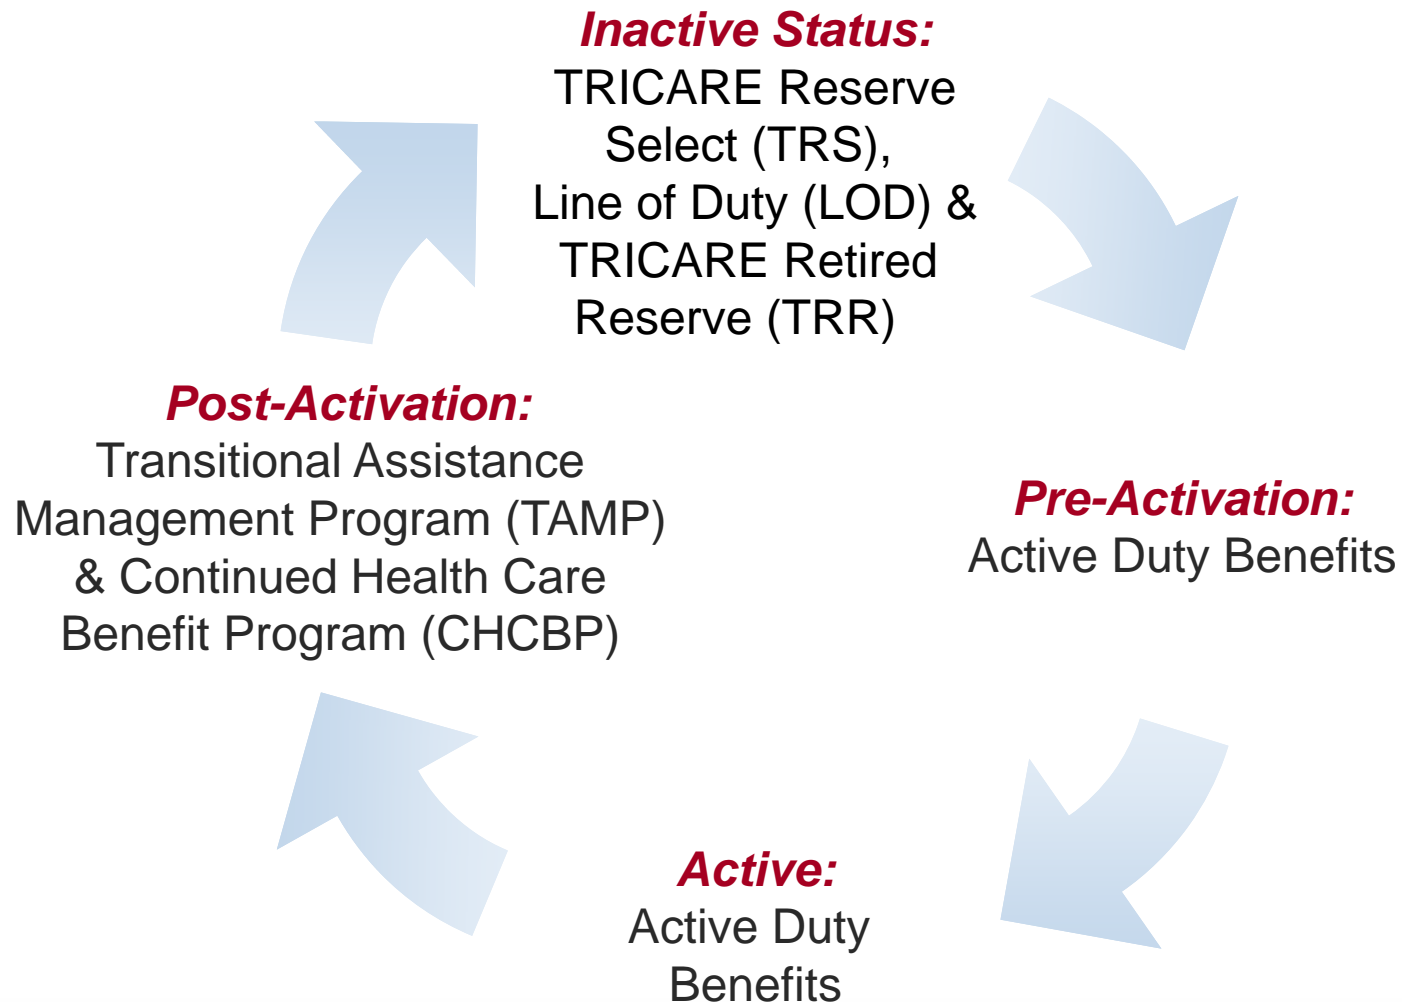 Inactive Status:
TRICARE Reserve
Select (TRS),
Line of Duty (LOD) &
TRICARE Retired
Reserve (TRR)
Pre-Activation:
Active Duty Benefits
Active:
Active Duty
Benefits
Post-Activation:
Transitional Assistance
Management Program (TAMP)
& Continued Health Care
Benefit Program (CHCBP)